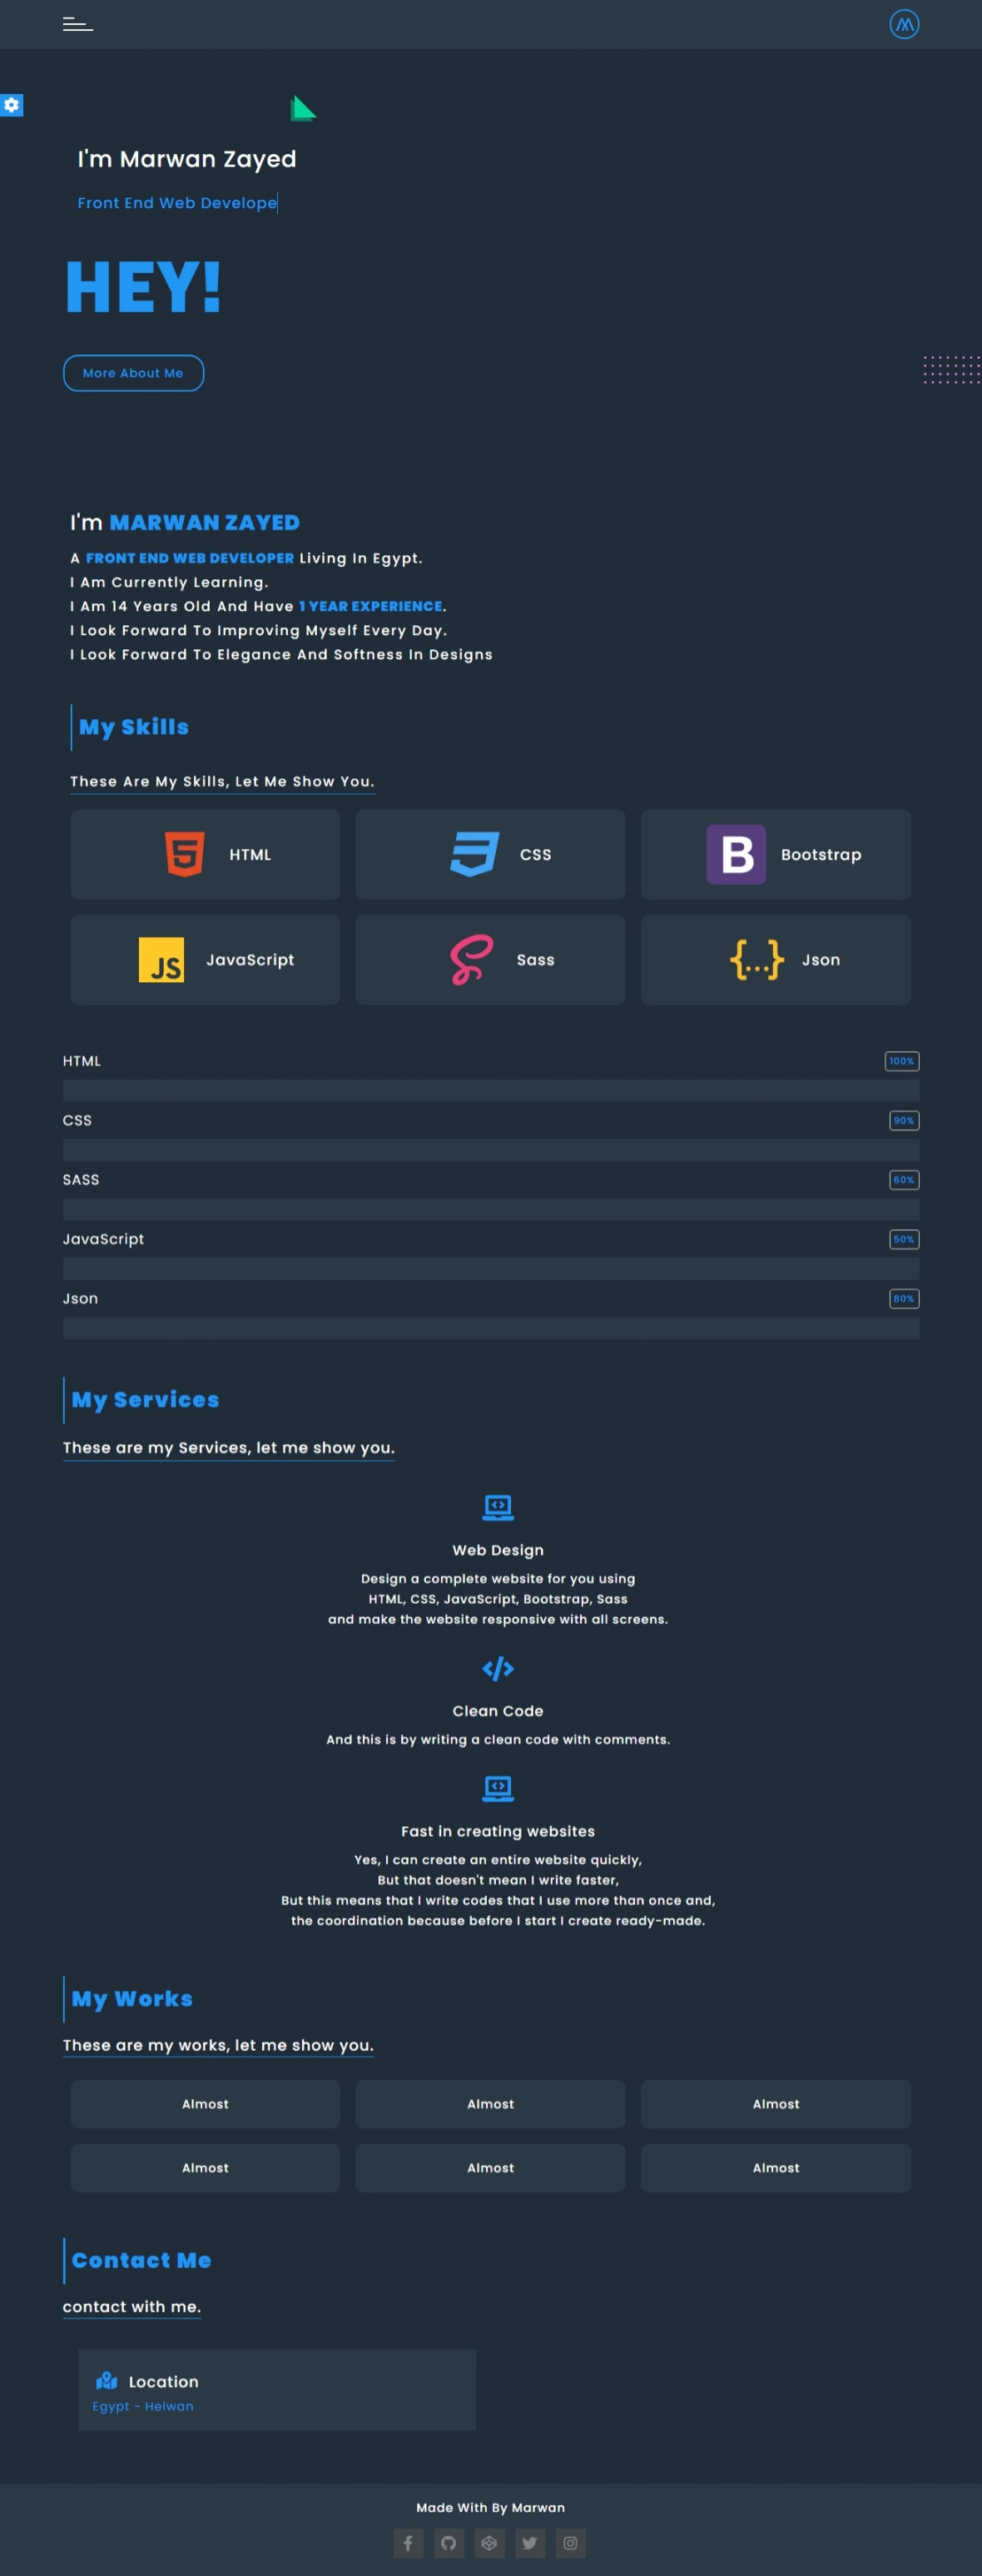 I'm Marwan Zayed
Front End Web Develope
HEY!
More About Me
I'm MARWAN ZAYED
A FRONT END WEB DEVELOPER Living In Egypt.
I Am Currently Learning.
I Am 14 Years Old And Have 1 YEAR EXPERIENCE.
I Look Forward To Improving Myself Every Day.
I Look Forward To Elegance And Softness In Designs
My Skills
These Are My Skills, Let Me Show You.
HTML
CSS
B Bootstrap
JS JavaScript
Sass
{...} Json
HTML 100%
CSS 90%
SASS 60%
JavaScript 50%
Json 80%
My Services
These are my Services, let me show you.
Web Design
Design a complete website for you using
HTML, CSS, JavaScript, Bootstrap, Sass
and make the website responsive with all screens.
Clean Code
And this is by writing a clean code with comments.
Fast in creating websites
Yes, I can create an entire website quickly,
But that doesn't mean I write faster,
But this means that I write codes that I use more than once and,
the coordination because before I start I create ready-made.
My Works
These are my works, let me show you.
Almost
Almost
Almost
Almost
Almost
Almost
Contact Me
contact with me.
Location
Egypt - Helwan
Made With By Marwan